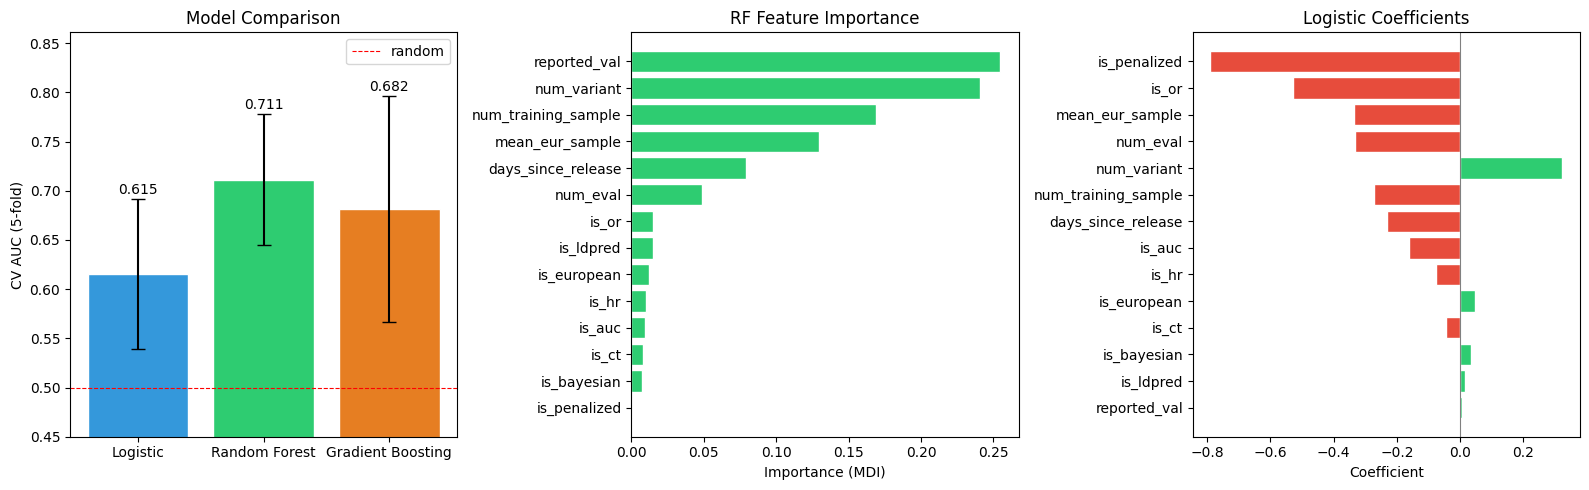 Model Comparison
CV AUC (5-fold)
0.85
0.80
0.75
0.70
0.65
0.60
0.55
0.50
0.45
random
0.615
0.711
0.682
Logistic
Random Forest
Gradient Boosting
RF Feature Importance
reported_val
num_variant
num_training_sample
mean_eur_sample
days_since_release
num_eval
is_or
is_ldpred
is_european
is_hr
is_auc
is_ct
is_bayesian
is_penalized
0.00
0.05
0.10
0.15
0.20
0.25
Importance (MDI)
Logistic Coefficients
is_penalized
is_or
mean_eur_sample
num_eval
num_variant
num_training_sample
days_since_release
is_auc
is_hr
is_european
is_ct
is_bayesian
is_ldpred
reported_val
−0.8
−0.6
−0.4
−0.2
0.0
0.2
Coefficient